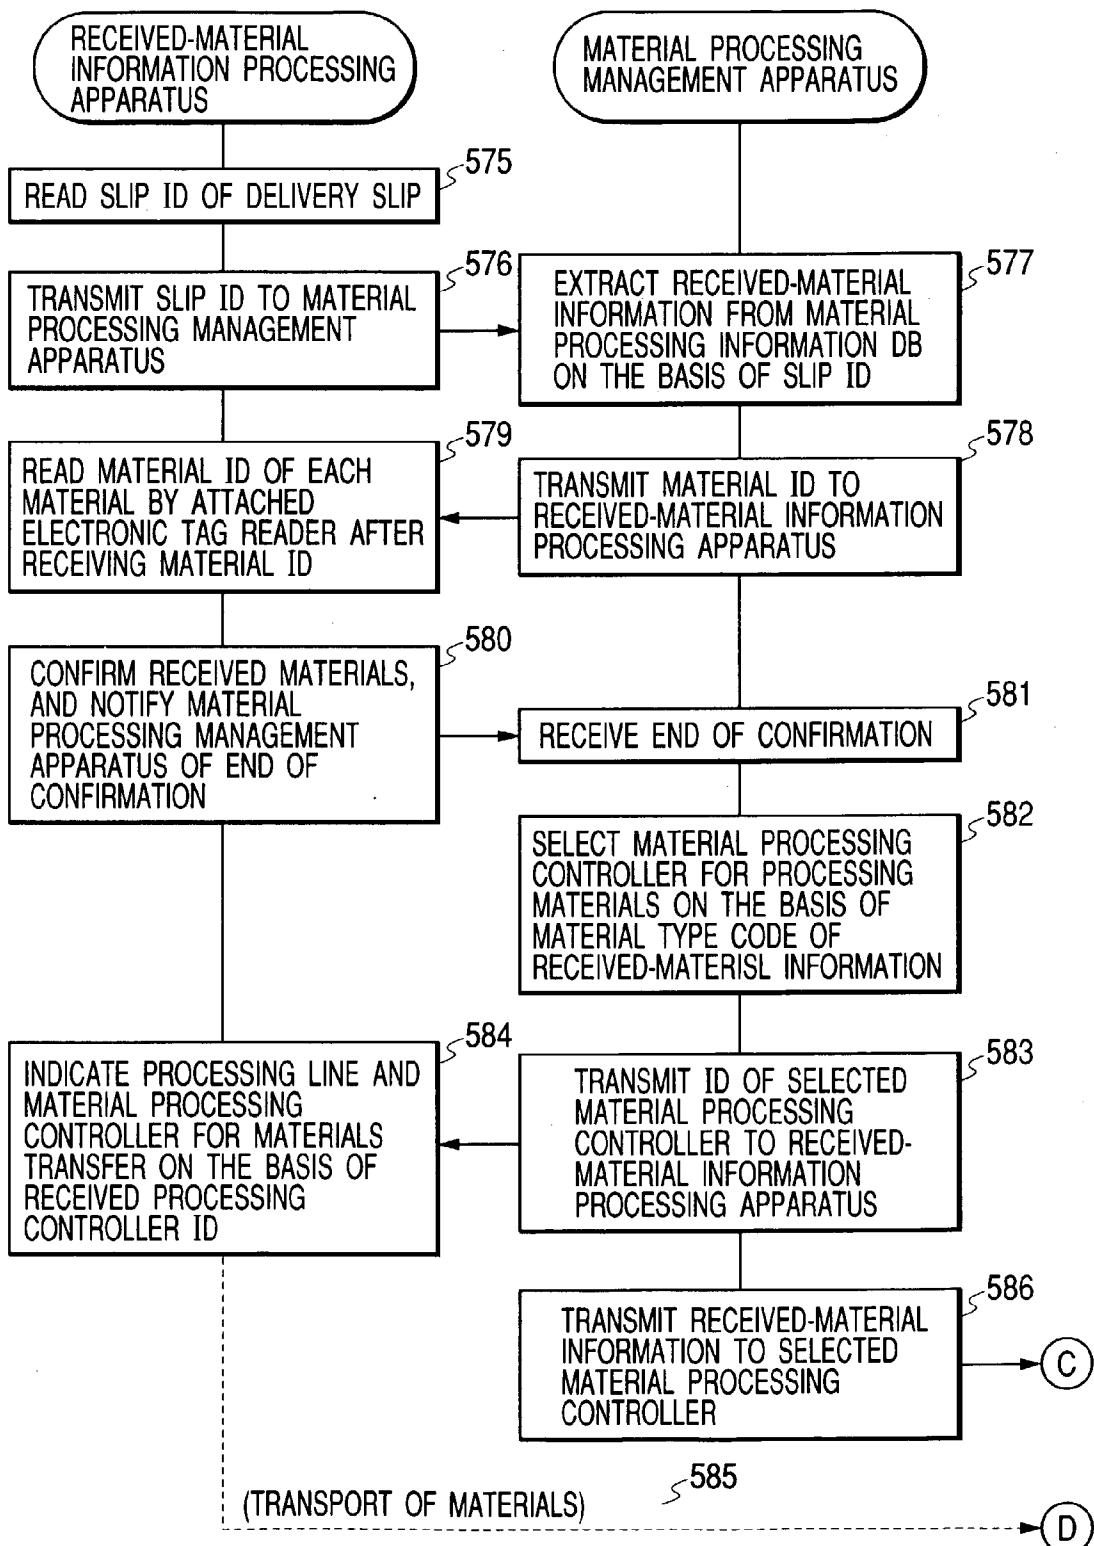 RECEIVED-MATERIAL
INFORMATION PROCESSING
APPARATUS
MATERIAL PROCESSING
MANAGEMENT APPARATUS
575
READ SLIP ID OF DELIVERY SLIP
576
TRANSMIT SLIP ID TO MATERIAL
PROCESSING MANAGEMENT
APPARATUS
577
EXTRACT RECEIVED-MATERIAL
INFORMATION FROM MATERIAL
PROCESSING INFORMATION DB
ON THE BASIS OF SLIP ID
578
TRANSMIT MATERIAL ID TO
RECEIVED-MATERIAL INFORMATION
PROCESSING APPARATUS
579
READ MATERIAL ID OF EACH
MATERIAL BY ATTACHED
ELECTRONIC TAG READER AFTER
RECEIVING MATERIAL ID
580
CONFIRM RECEIVED MATERIALS,
AND NOTIFY MATERIAL
PROCESSING MANAGEMENT
APPARATUS OF END OF
CONFIRMATION
581
RECEIVE END OF CONFIRMATION
582
SELECT MATERIAL PROCESSING
CONTROLLER FOR PROCESSING
MATERIALS ON THE BASIS OF
MATERIAL TYPE CODE OF
RECEIVED-MATERISL INFORMATION
583
TRANSMIT ID OF SELECTED
MATERIAL PROCESSING
CONTROLLER TO RECEIVED-
MATERIAL INFORMATION
PROCESSING APPARATUS
584
INDICATE PROCESSING LINE AND
MATERIAL PROCESSING
CONTROLLER FOR MATERIALS
TRANSFER ON THE BASIS OF
RECEIVED PROCESSING
CONTROLLER ID
586
TRANSMIT RECEIVED-MATERIAL
INFORMATION TO SELECTED
MATERIAL PROCESSING
CONTROLLER
C
585
(TRANSPORT OF MATERIALS)
D